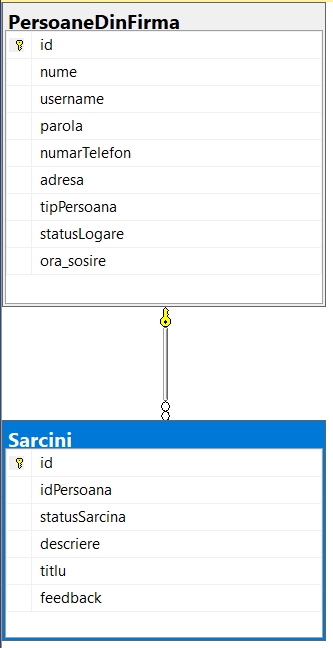 PersoaneDinFirma
id
nume
username
parola
numarTelefon
adresa
tipPersoana
statusLogare
ora_sosire
Sarcini
id
idPersoana
statusSarcina
descriere
titlu
feedback